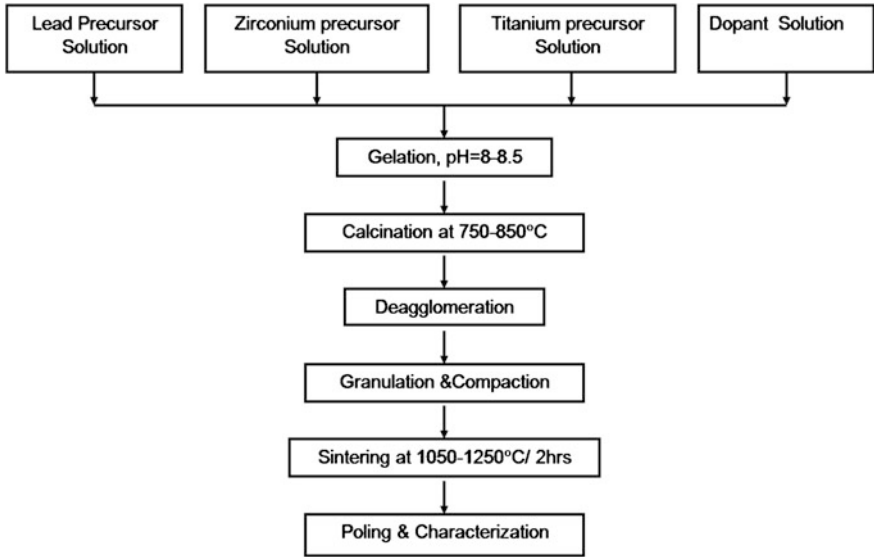 Lead Precursor
Solution
Zirconium precursor
Solution
Titanium precursor
Solution
Dopant Solution
Gelation, pH=8-8.5
Calcination at 750-850°C
Deagglomeration
Granulation &Compaction
Sintering at 1050-1250°C/ 2hrs
Poling & Characterization